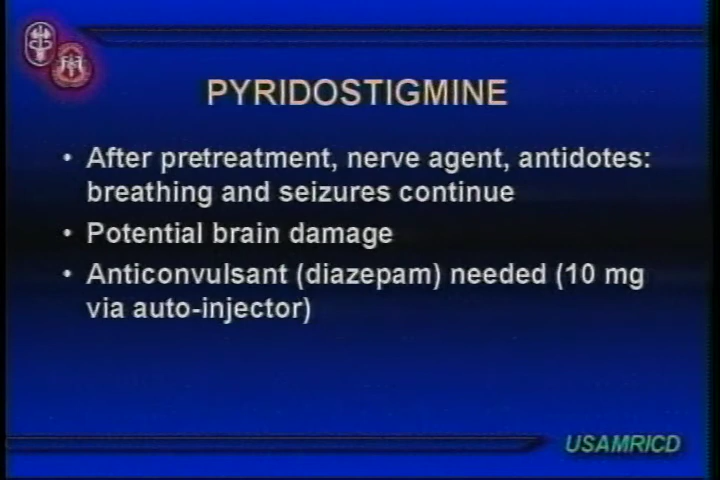 PYRIDOSTIGMINE
• After pretreatment, nerve agent, antidotes:
breathing and seizures continue
• Potential brain damage
• Anticonvulsant (diazepam) needed (10 mg
via auto-injector)
USAMRICD